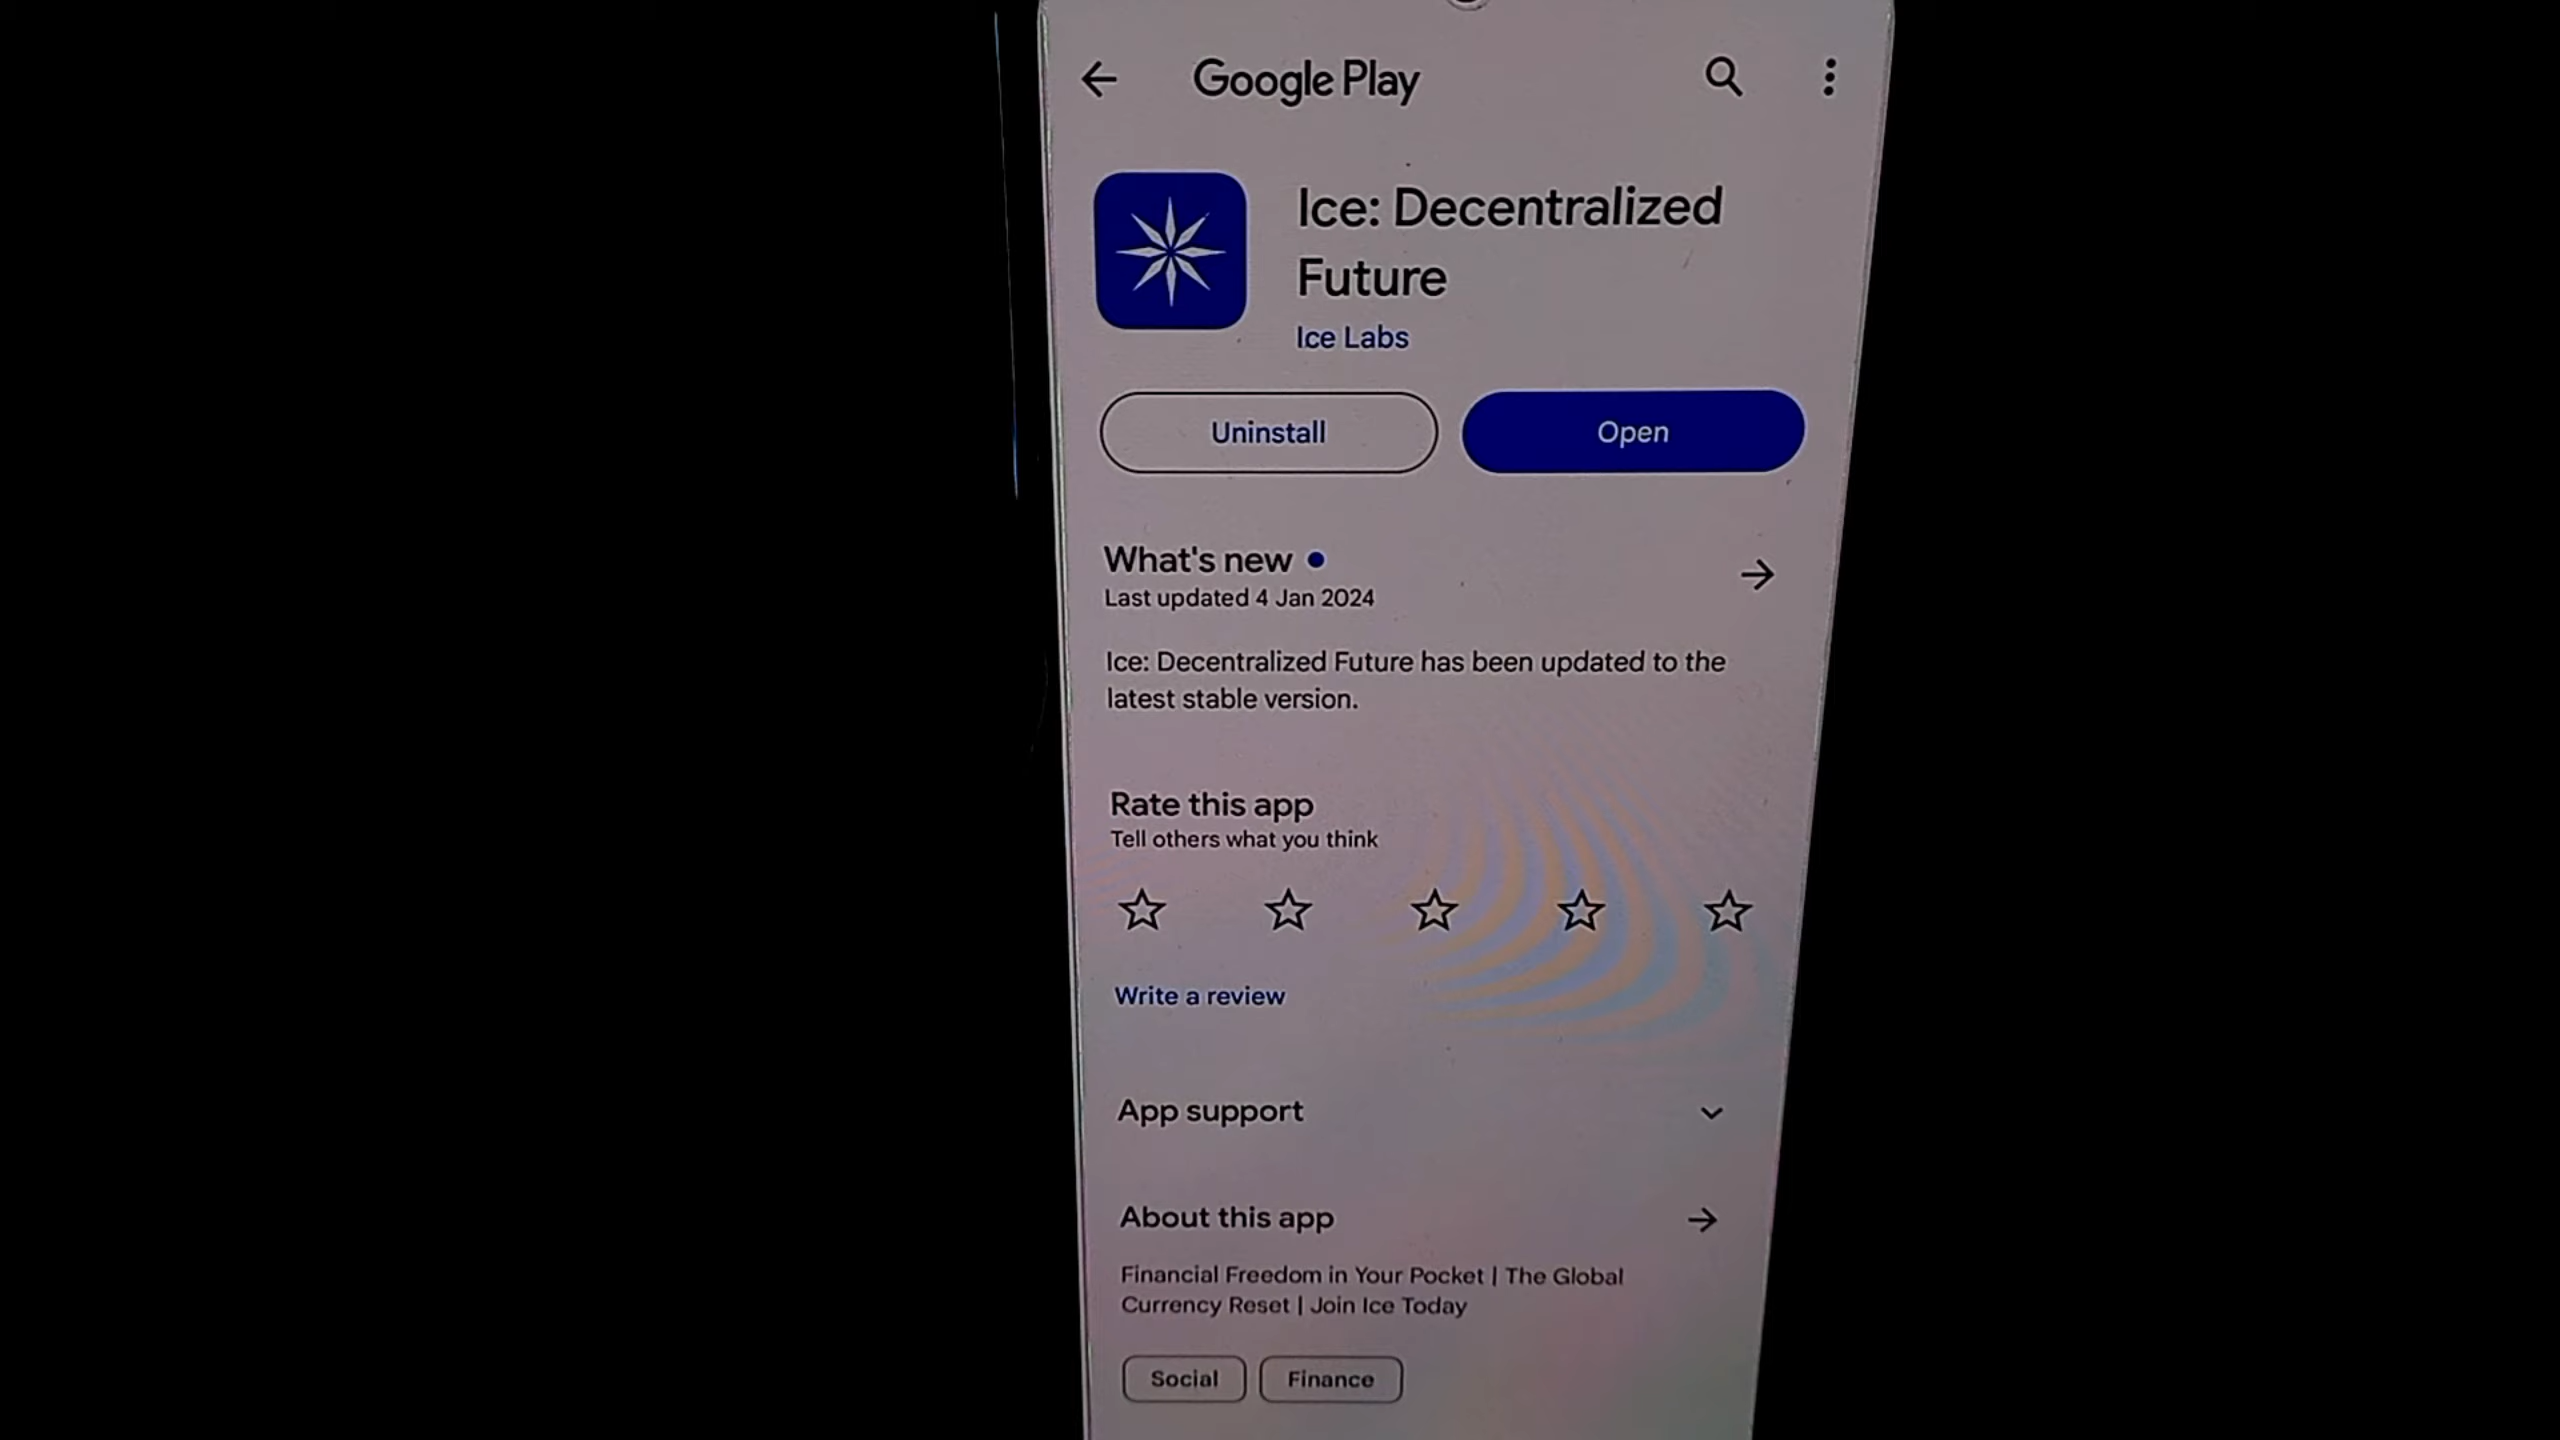 Google Play
Ice: Decentralized
Future
Ice Labs
Uninstall
Open
What's new
Last updated 4 Jan 2024
Ice: Decentralized Future has been updated to the
latest stable version.
Rate this app
Tell others what you think
Write a review
App support
About this app
Financial Freedom in Your Pocket | The Global
Currency Reset | Join Ice Today
Social
Finance